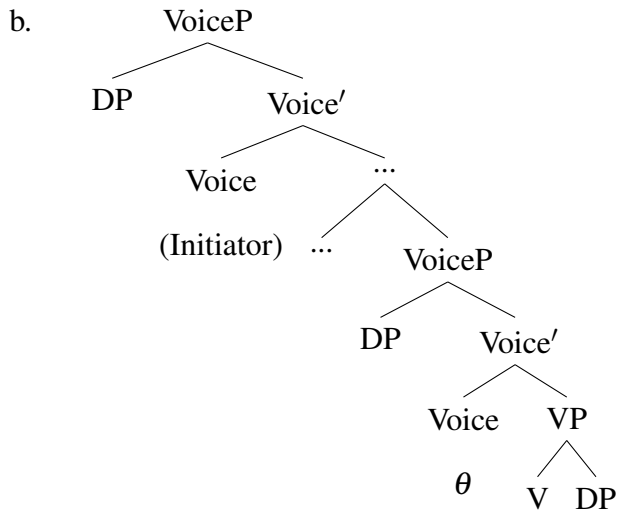 b. VoiceP
DP Voice′
Voice ...
(Initiator) ... VoiceP
DP Voice′
Voice VP
θ V DP